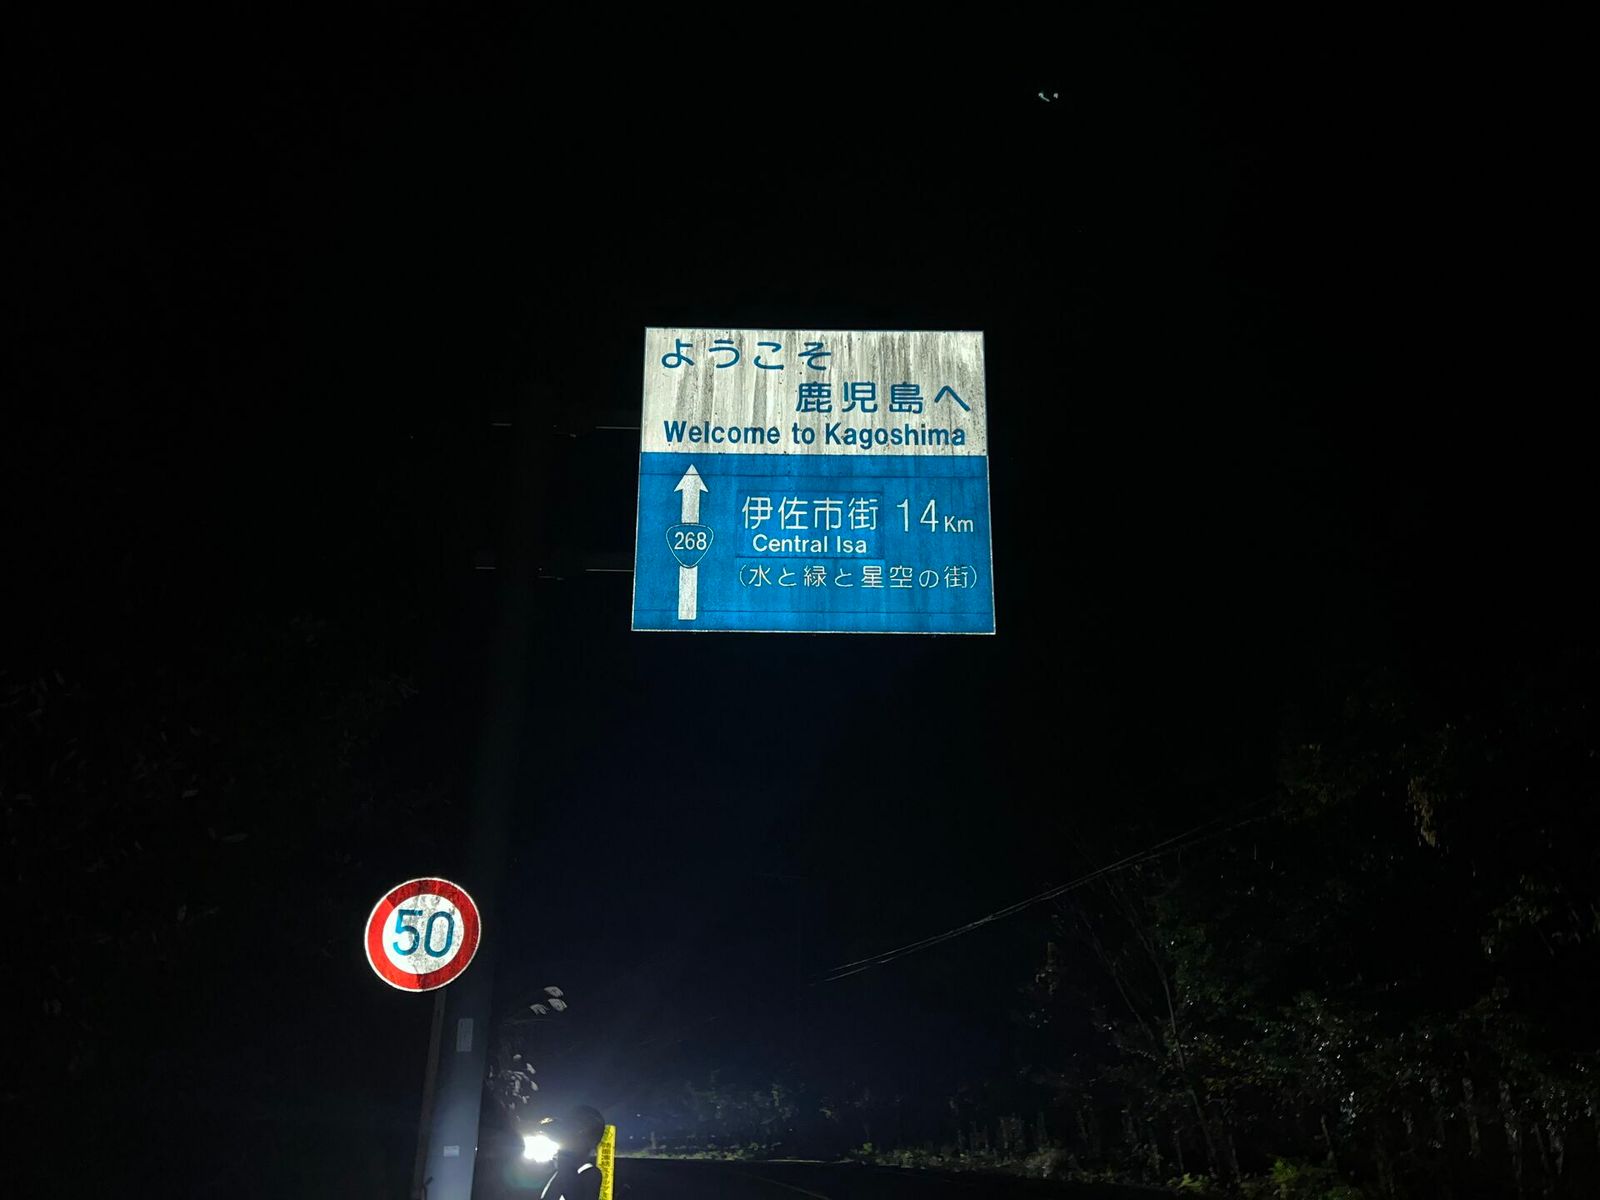 ようこそ
鹿児島へ
Welcome to Kagoshima
伊佐市街 14Km
268
Central Isa
(水と緑と星空の街)
50